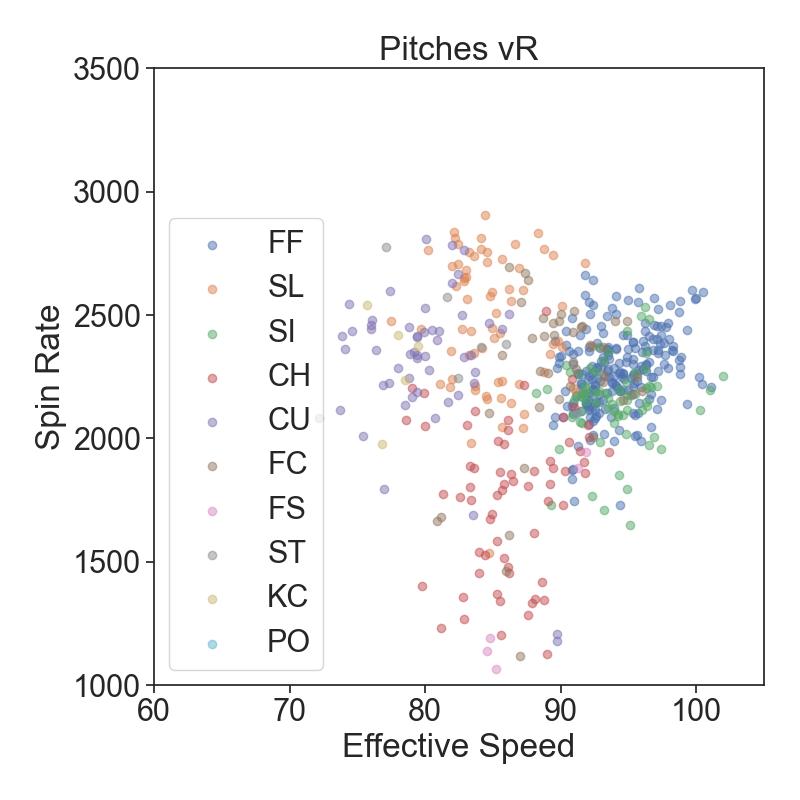 Pitches vR
3500
3000
2500
2000
1500
1000
Spin Rate
FF
SL
SI
CH
CU
FC
FS
ST
KC
PO
60 70 80 90 100
Effective Speed